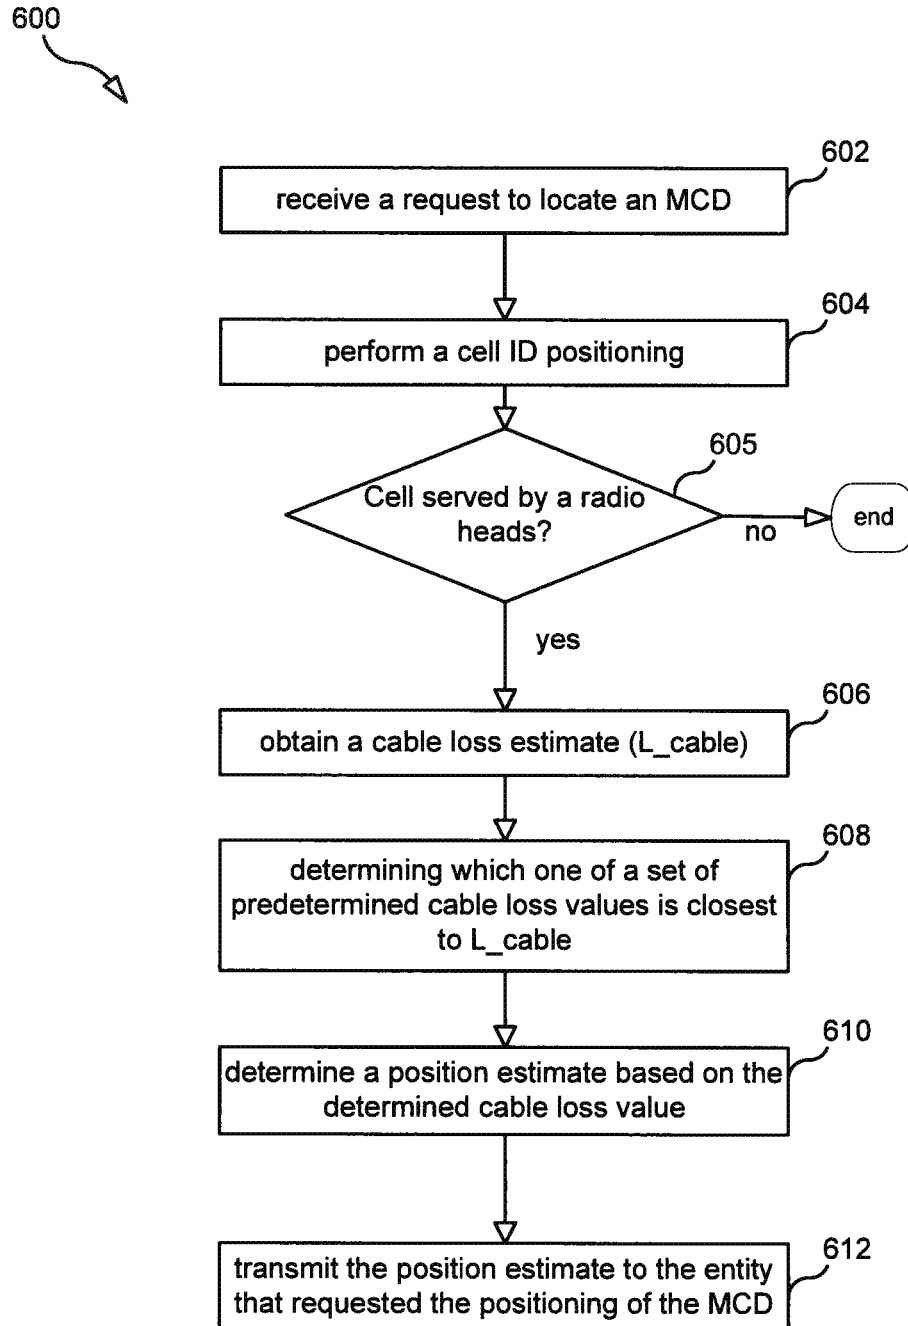 600
602
receive a request to locate an MCD
604
perform a cell ID positioning
605
Cell served by a radio
heads?
no
end
yes
606
obtain a cable loss estimate (L_cable)
608
determining which one of a set of
predetermined cable loss values is closest
to L_cable
610
determine a position estimate based on the
determined cable loss value
612
transmit the position estimate to the entity
that requested the positioning of the MCD